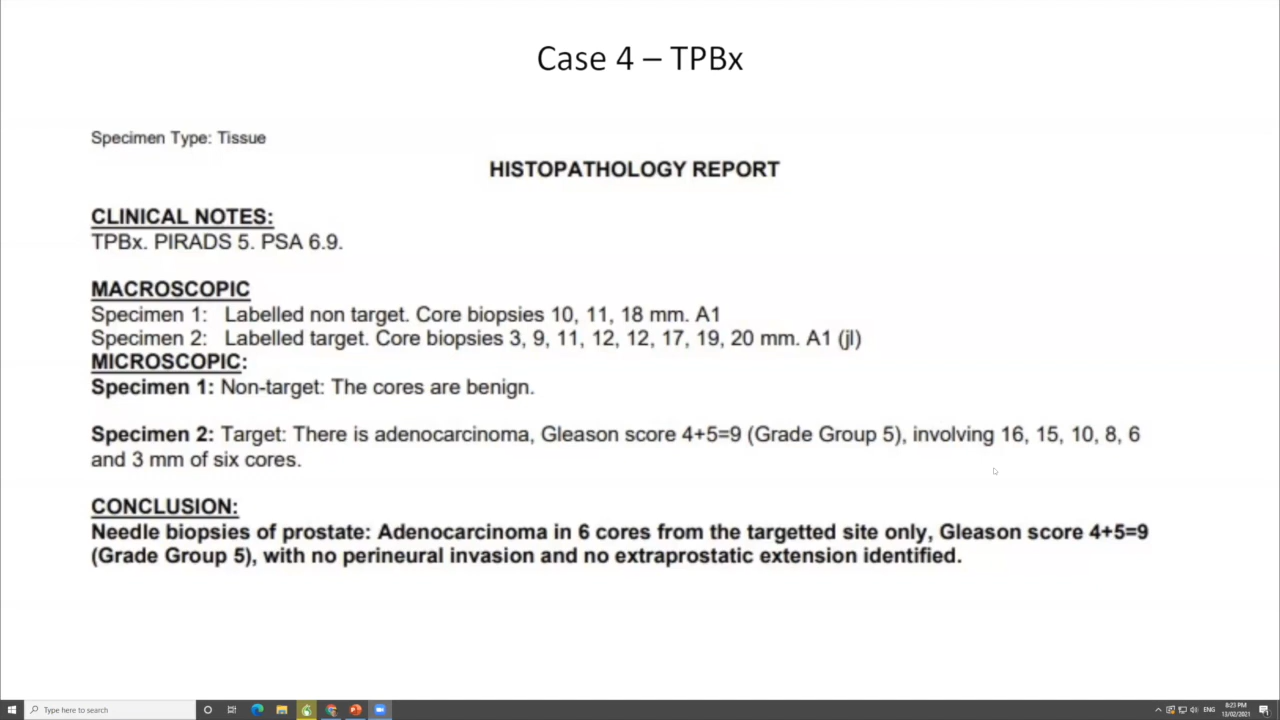 Case 4 – TPBx
Specimen Type: Tissue
HISTOPATHOLOGY REPORT
CLINICAL NOTES:
TPBx. PIRADS 5. PSA 6.9.
MACROSCOPIC
Specimen 1: Labelled non target. Core biopsies 10, 11, 18 mm. A1
Specimen 2: Labelled target. Core biopsies 3, 9, 11, 12, 12, 17, 19, 20 mm. A1 (jl)
MICROSCOPIC:
Specimen 1: Non-target: The cores are benign.
Specimen 2: Target: There is adenocarcinoma, Gleason score 4+5=9 (Grade Group 5), involving 16, 15, 10, 8, 6
and 3 mm of six cores.
CONCLUSION:
Needle biopsies of prostate: Adenocarcinoma in 6 cores from the targetted site only, Gleason score 4+5=9
(Grade Group 5), with no perineural invasion and no extraprostatic extension identified.
Type here to search
ENG
8:23 PM
13/02/2021